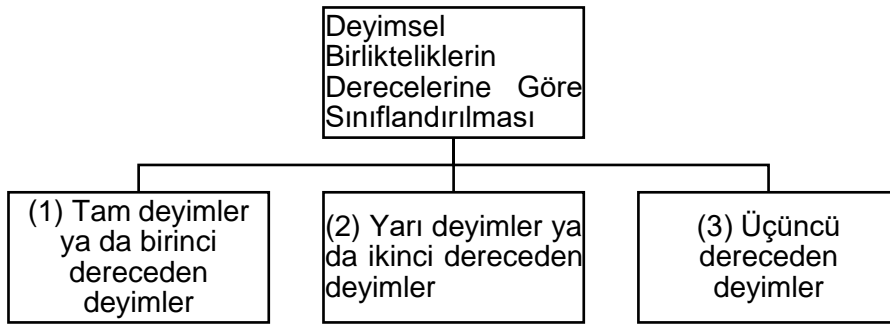 Deyimsel
Birlikteliklerin
Derecelerine Göre
Sınıflandırılması
(1) Tam deyimler
ya da birinci
dereceden
deyimler
(2) Yarı deyimler ya
da ikinci dereceden
deyimler
(3) Üçüncü
dereceden
deyimler